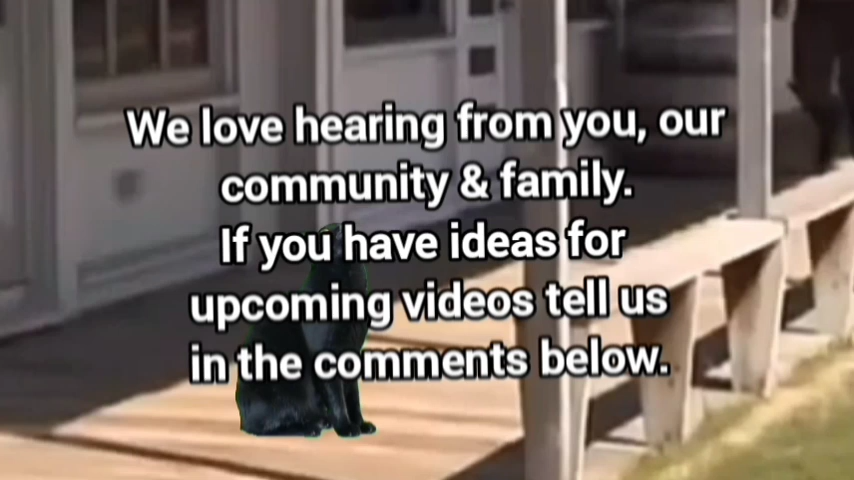 We love hearing from you, our
community & family.
If you have ideas for
upcoming videos tell us
in the comments below.